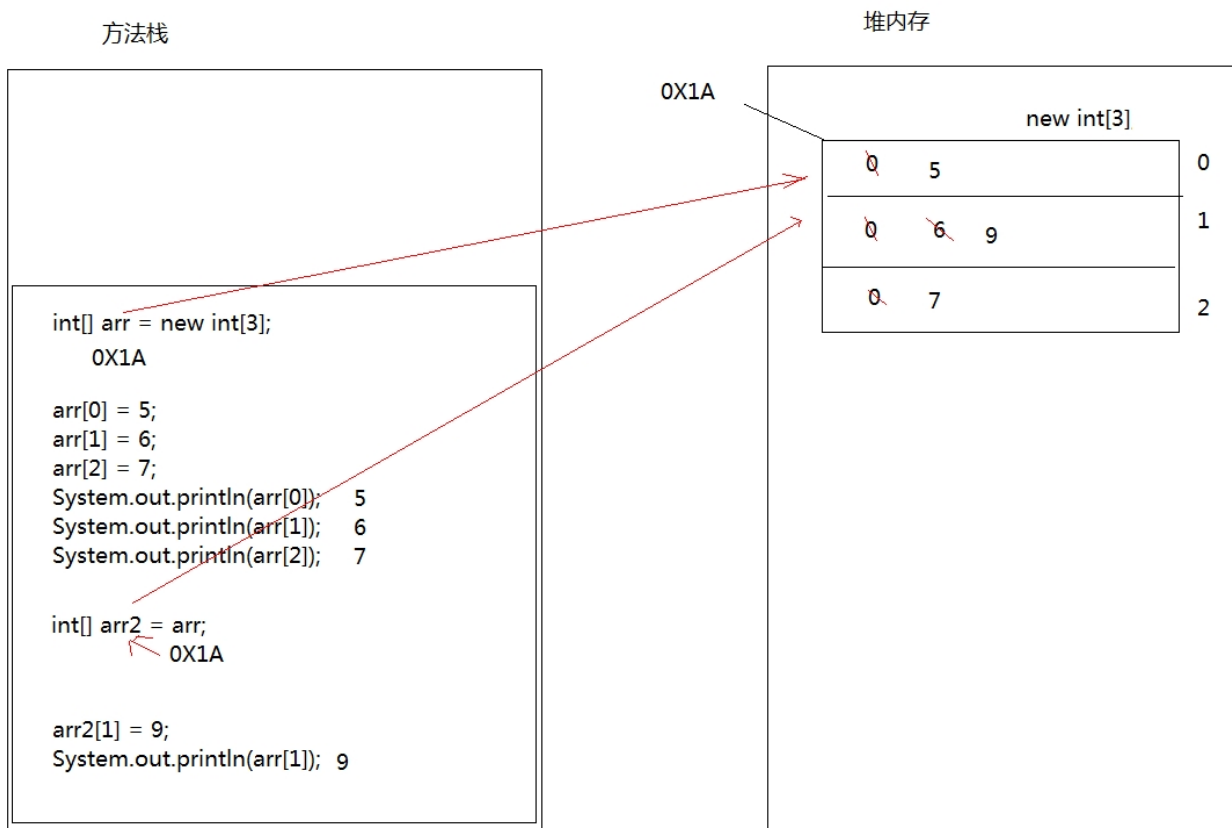 方法栈
堆内存
0X1A
new int[3]
0 5 0
0 6 9 1
0 7 2
int[] arr = new int[3];
0X1A
arr[0] = 5;
arr[1] = 6;
arr[2] = 7;
System.out.println(arr[0]); 5
System.out.println(arr[1]); 6
System.out.println(arr[2]); 7
int[] arr2 = arr;
0X1A
arr2[1] = 9;
System.out.println(arr[1]); 9